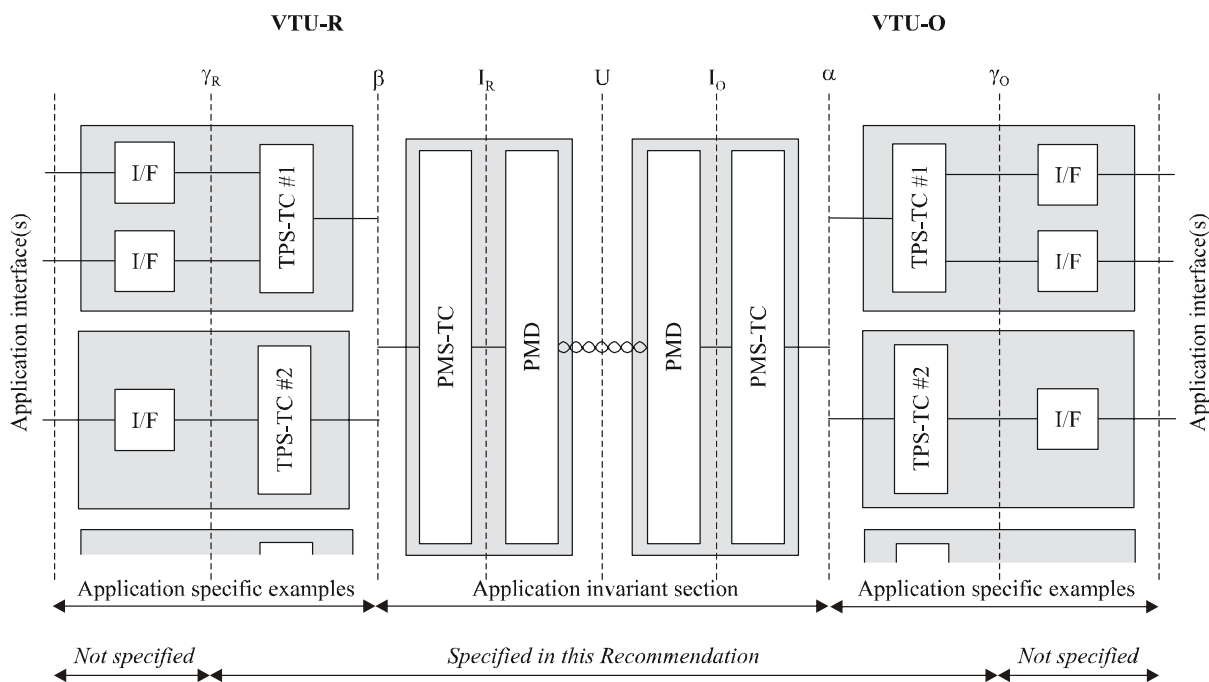 VTU-R VTU-O
γR β IR U IO α γO
Application interface(s)
I/F
I/F
TPS-TC #1
I/F
TPS-TC #2
PMS-TC
PMD
PMD
PMS-TC
TPS-TC #1
I/F
I/F
TPS-TC #2
I/F
Application interface(s)
Application specific examples Application invariant section Application specific examples
Not specified Specified in this Recommendation Not specified